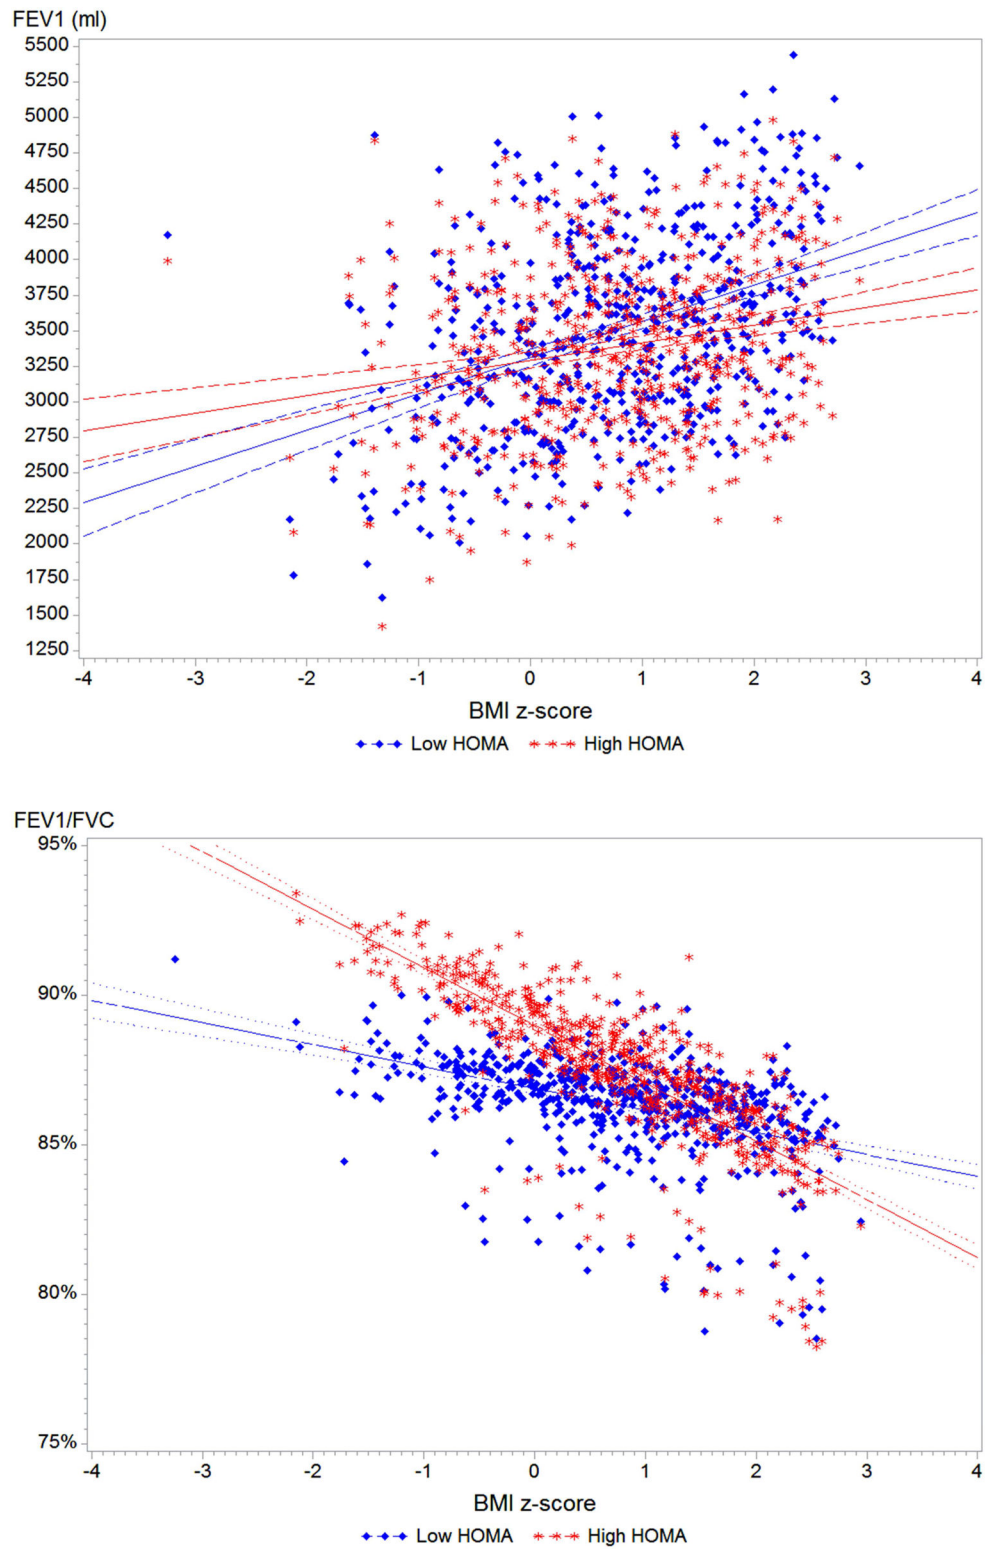 FEV1 (ml)
5500
5250
5000
4750
4500
4250
4000
3750
3500
3250
3000
2750
2500
2250
2000
1750
1500
1250
-4 -3 -2 -1 0 1 2 3 4
BMI z-score
Low HOMA High HOMA
FEV1/FVC
95%
90%
85%
80%
75%
-4 -3 -2 -1 0 1 2 3 4
BMI z-score
Low HOMA High HOMA